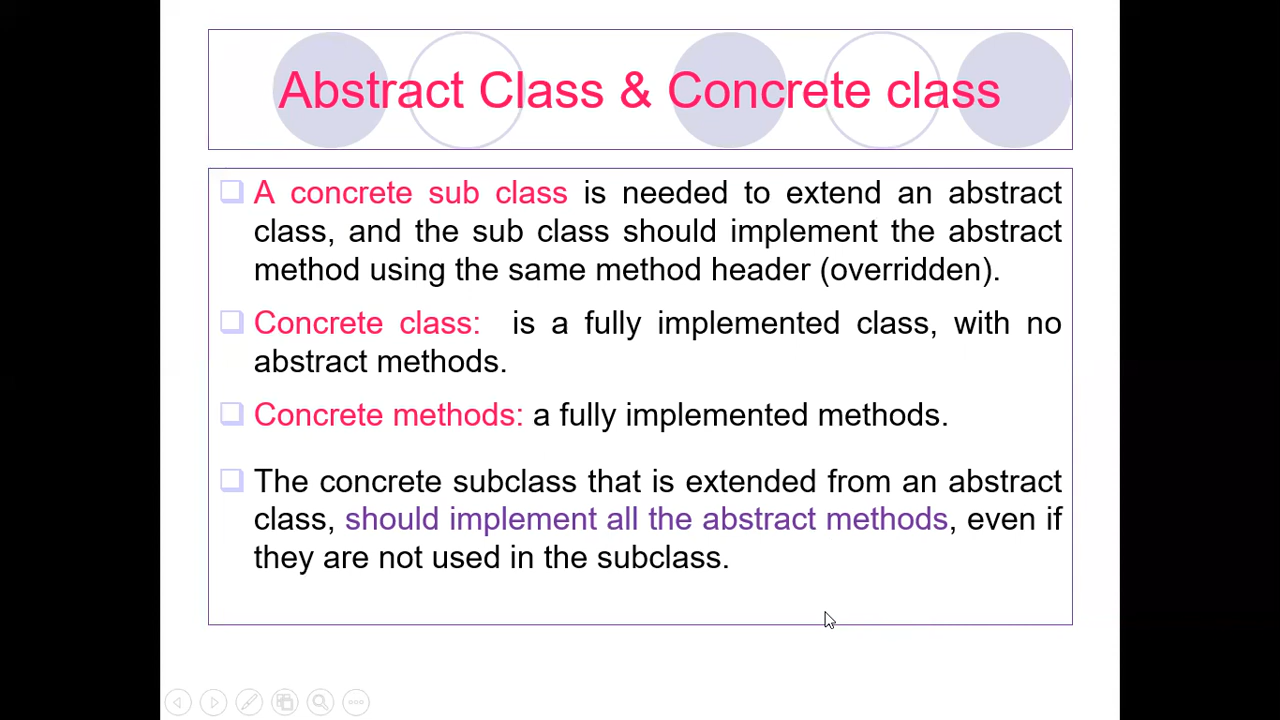 Abstract Class & Concrete class
A concrete sub class is needed to extend an abstract
class, and the sub class should implement the abstract
method using the same method header (overridden).
Concrete class: is a fully implemented class, with no
abstract methods.
Concrete methods: a fully implemented methods.
The concrete subclass that is extended from an abstract
class, should implement all the abstract methods, even if
they are not used in the subclass.